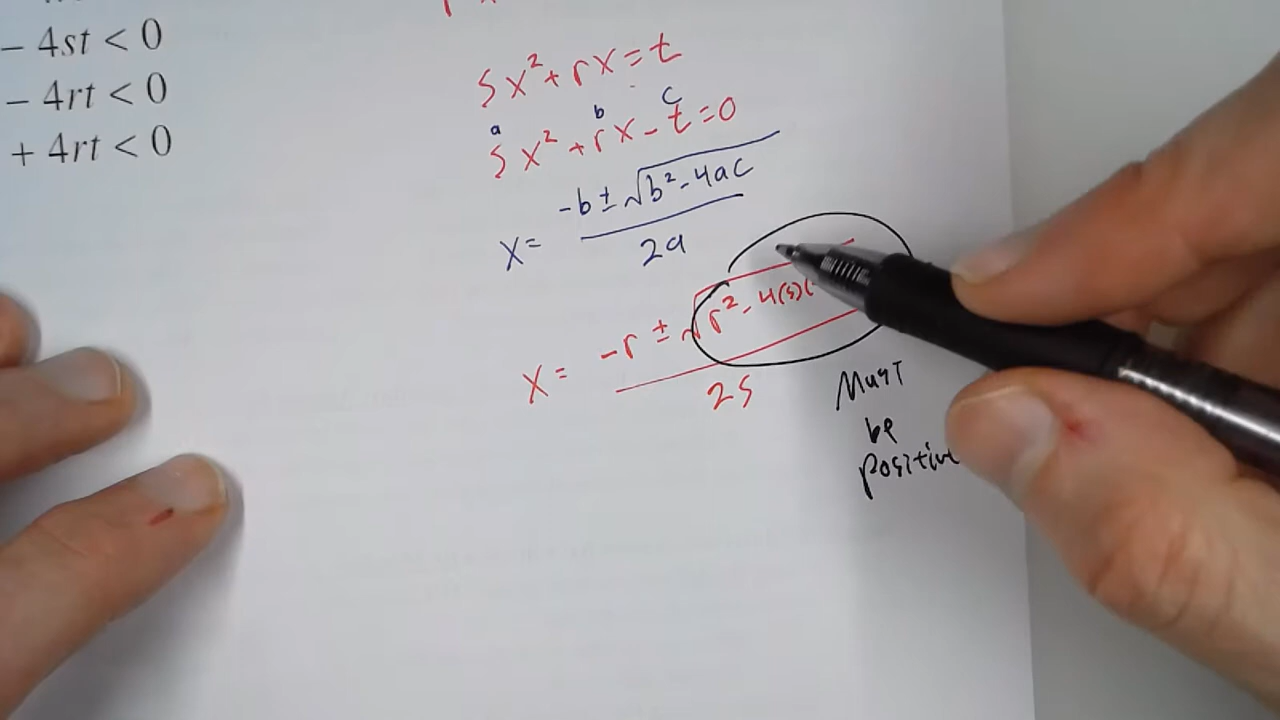 − 4st < 0
− 4rt < 0
+ 4rt < 0
sx² + rx = t
a b c
sx² + rx - t = 0
x = -b ± √b² - 4ac
2a
x = -r ± √r² - 4(s)(
2s
Must
be
positive